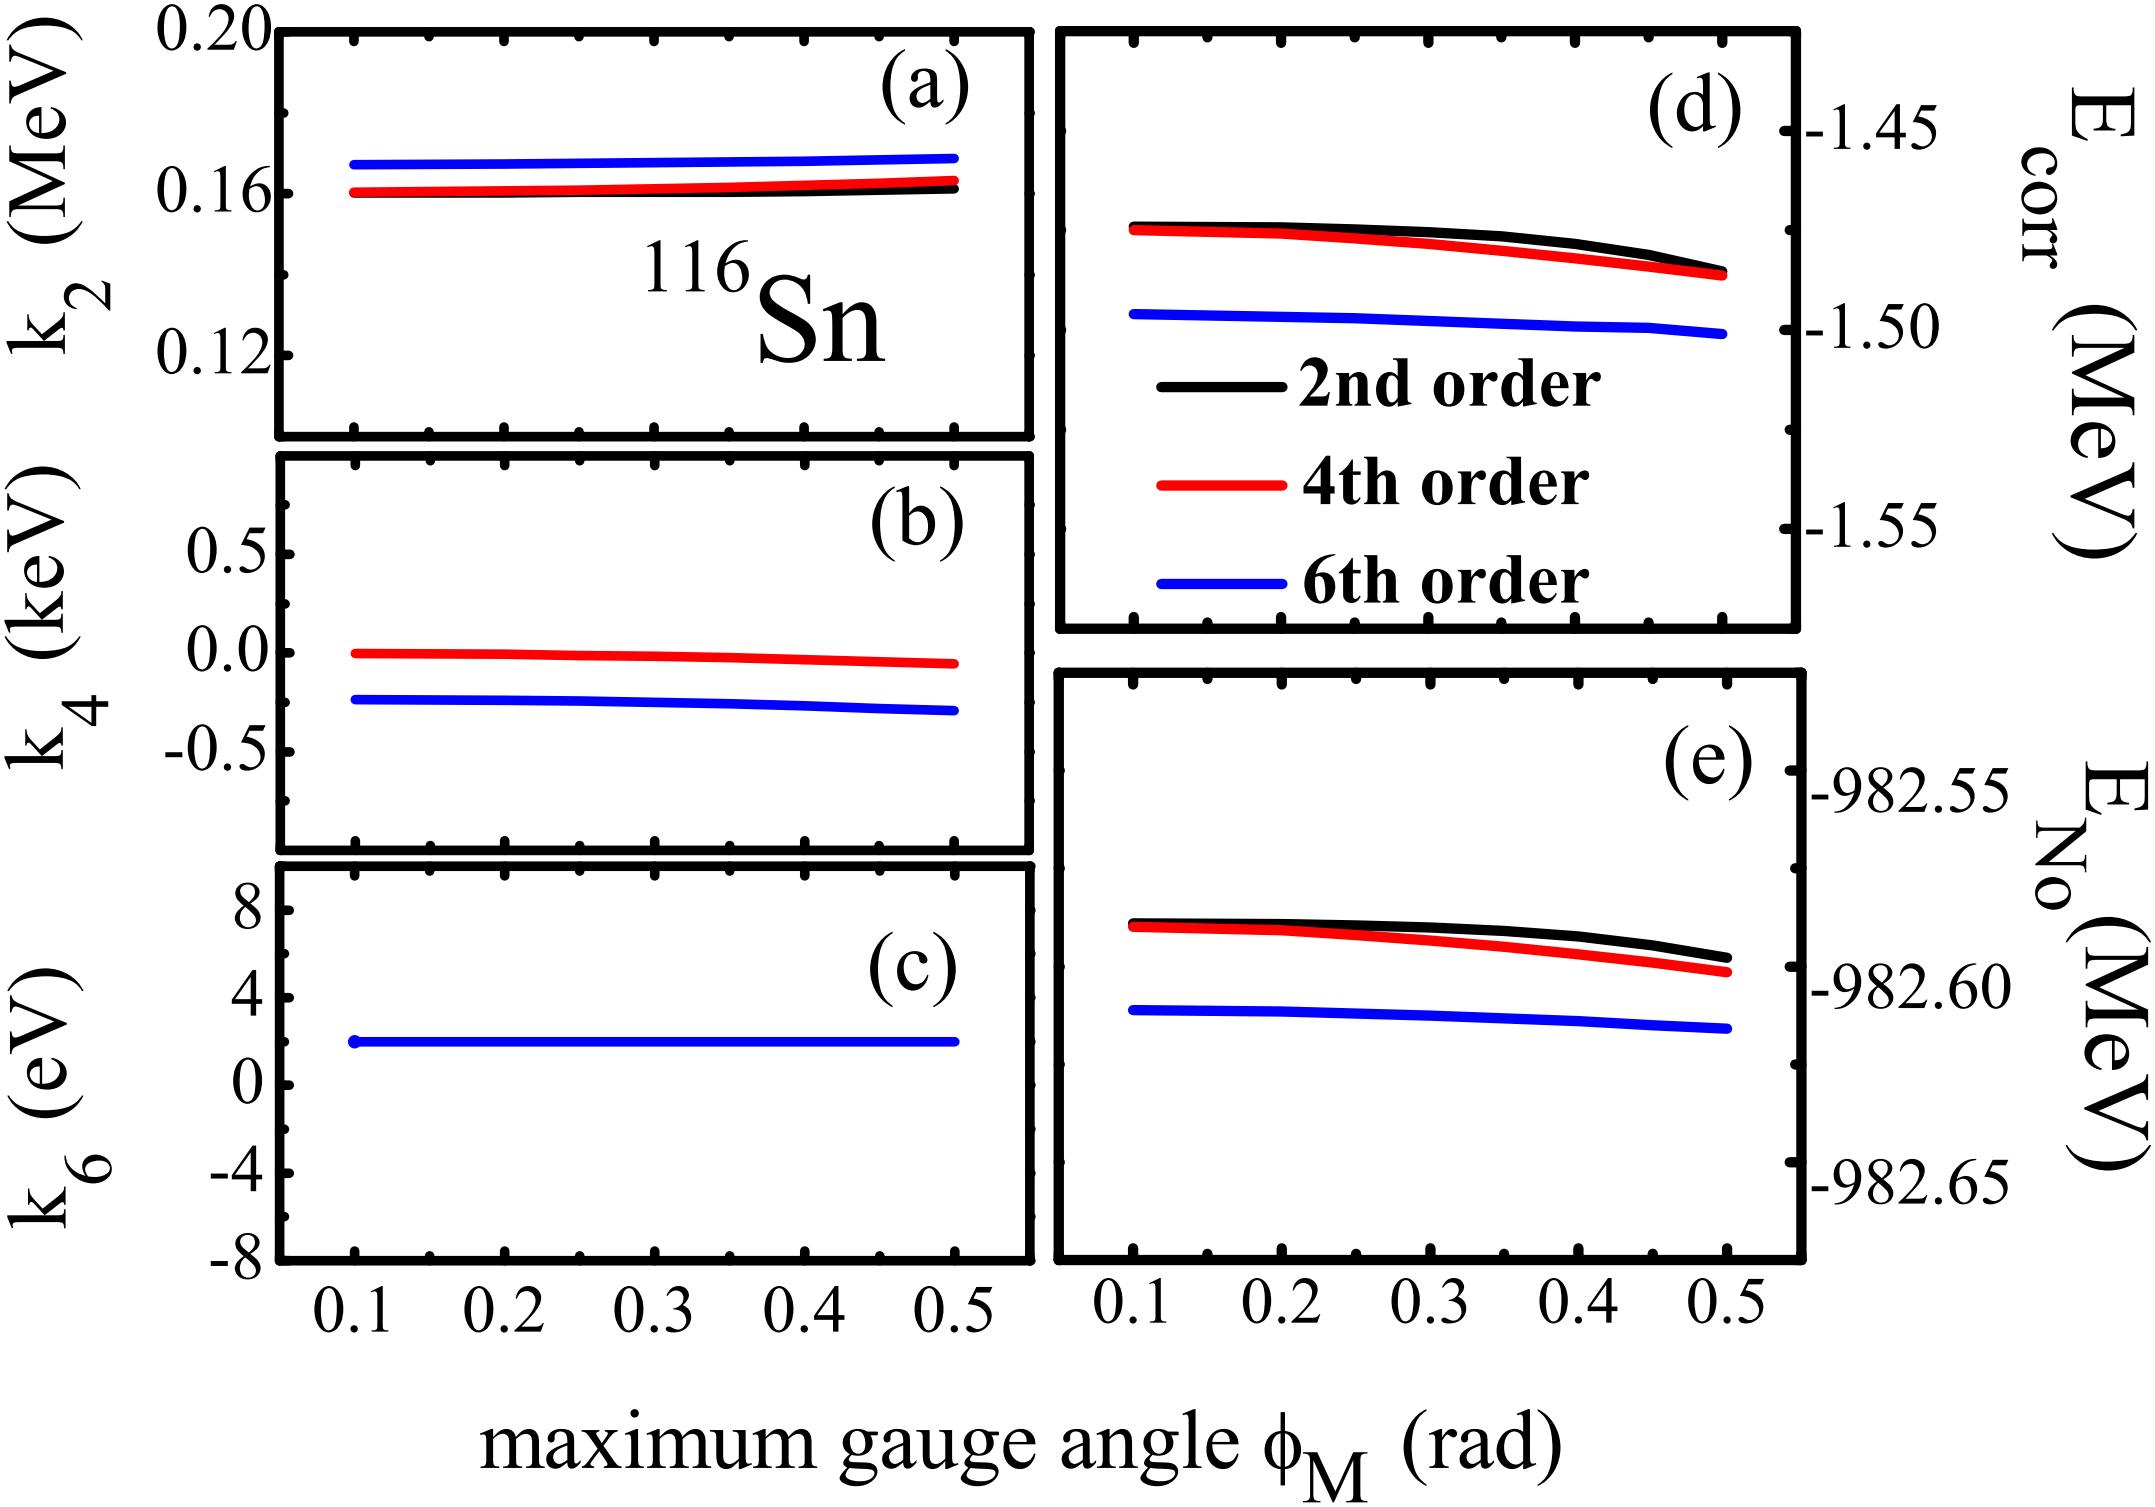 k2 (MeV)
0.20
0.16
0.12
(a)
116Sn
k4 (keV)
0.5
0.0
-0.5
(b)
k6 (eV)
8
4
0
-4
-8
(c)
0.1 0.2 0.3 0.4 0.5
(d)
-1.45
-1.50
-1.55
Ecorr (MeV)
2nd order
4th order
6th order
(e)
-982.55
-982.60
-982.65
ENo(MeV)
0.1 0.2 0.3 0.4 0.5
maximum gauge angle ϕM (rad)